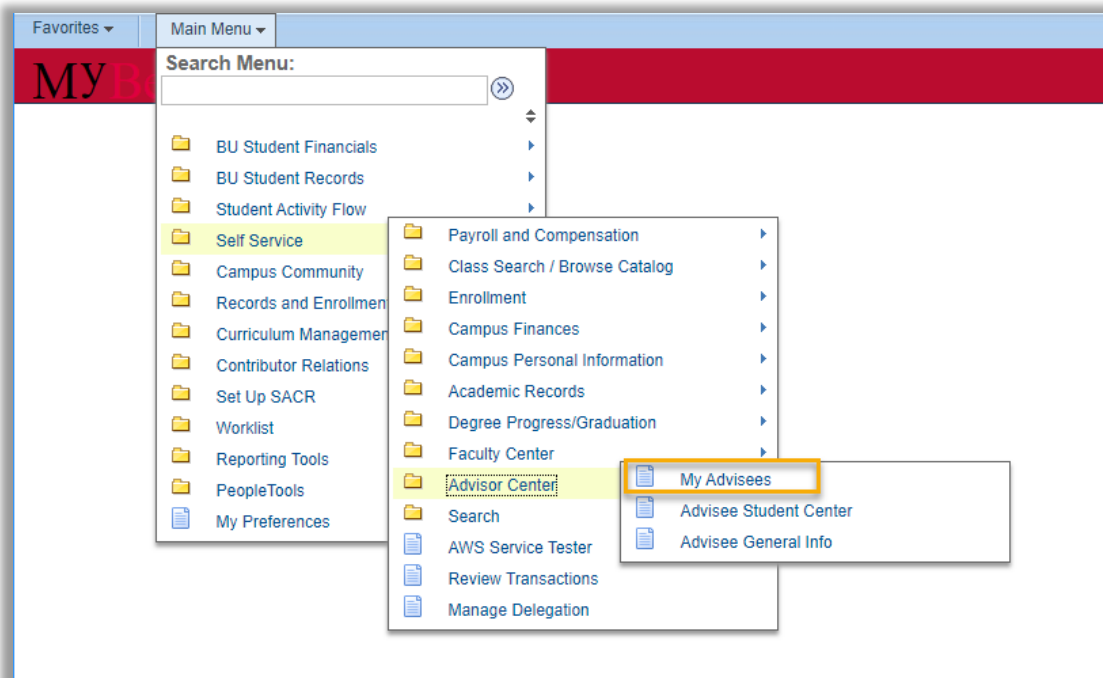 Favorites
Main Menu
MyB
Search Menu:
BU Student Financials
BU Student Records
Student Activity Flow
Self Service
Campus Community
Records and Enrollmen
Curriculum Managemen
Contributor Relations
Set Up SACR
Worklist
Reporting Tools
PeopleTools
My Preferences
Payroll and Compensation
Class Search / Browse Catalog
Enrollment
Campus Finances
Campus Personal Information
Academic Records
Degree Progress/Graduation
Faculty Center
Advisor Center
Search
AWS Service Tester
Review Transactions
Manage Delegation
My Advisees
Advisee Student Center
Advisee General Info